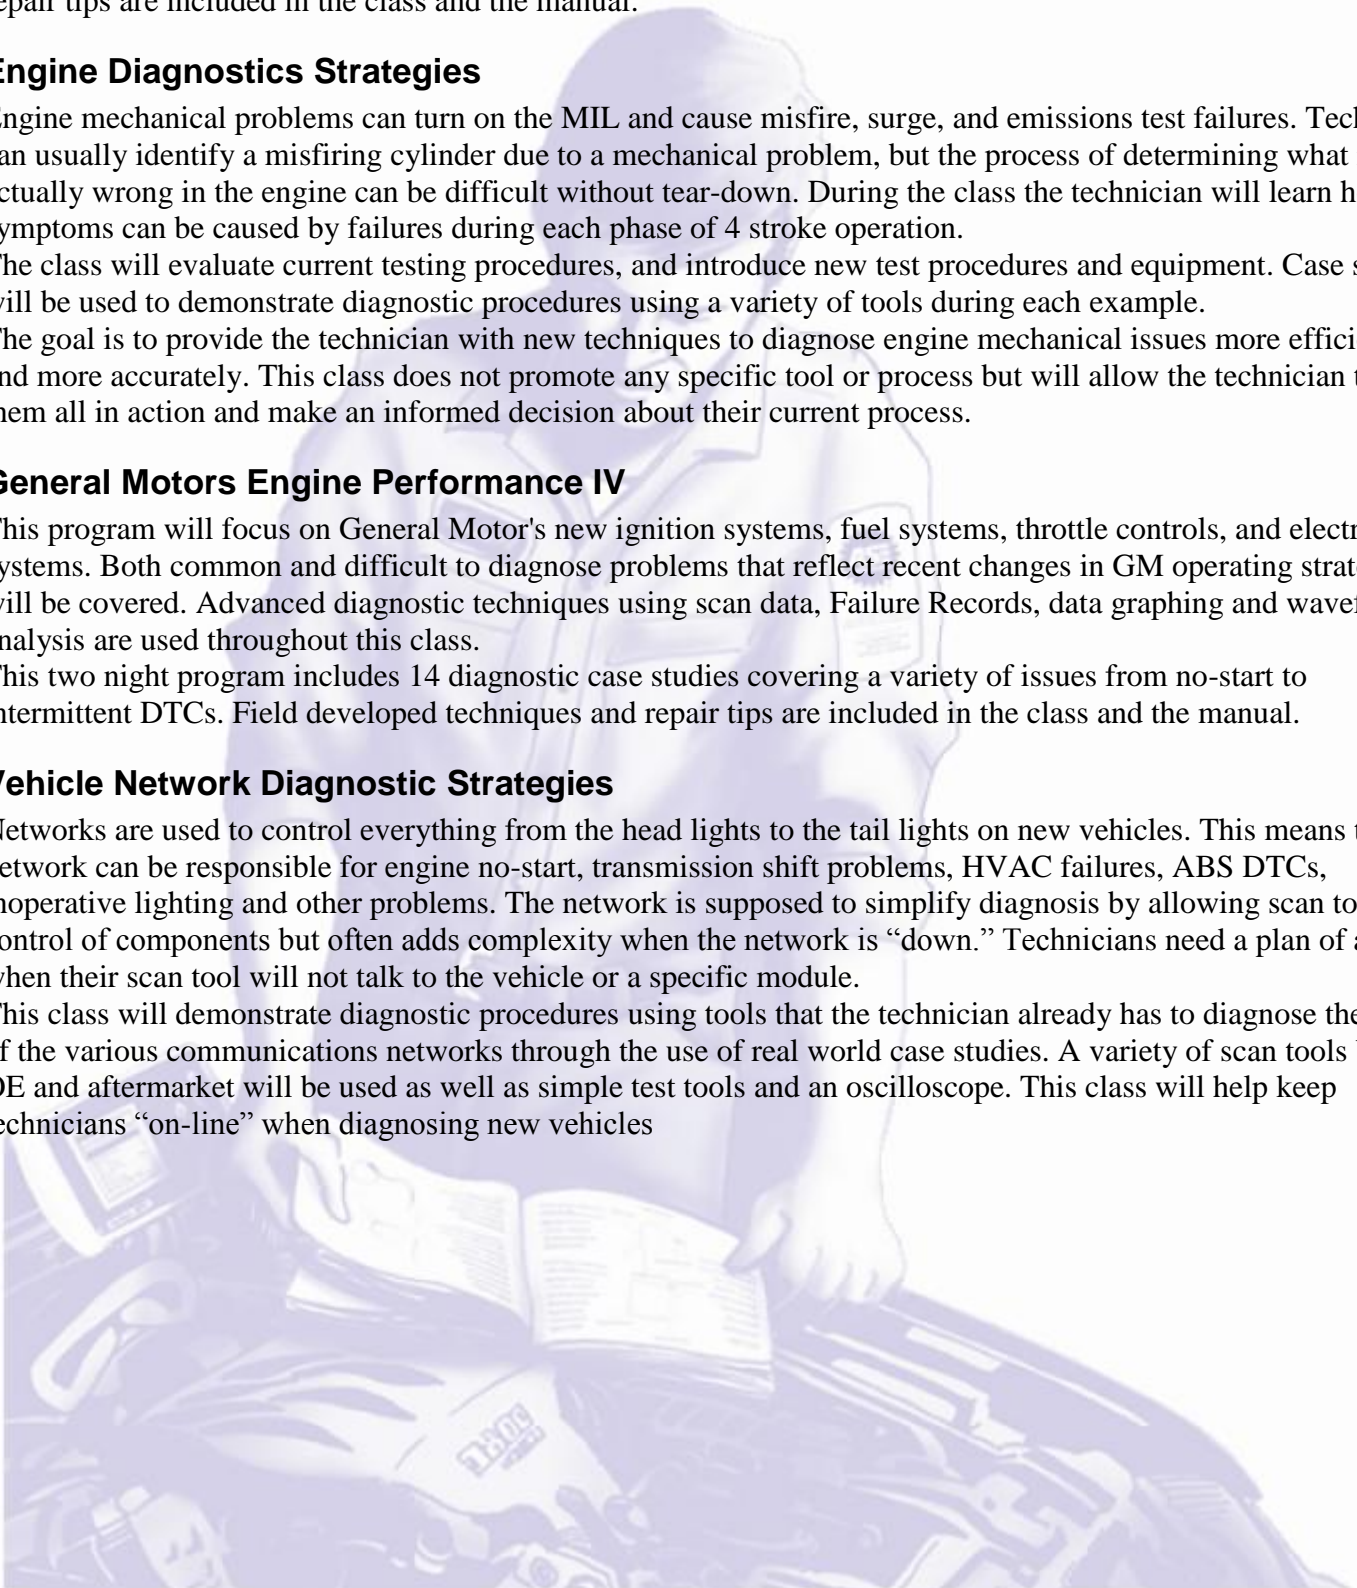 epair tips are included in the class and the manual.
Engine Diagnostics Strategies
Engine mechanical problems can turn on the MIL and cause misfire, surge, and emissions test failures. Tech
an usually identify a misfiring cylinder due to a mechanical problem, but the process of determining what
ctually wrong in the engine can be difficult without tear-down. During the class the technician will learn h
ymptoms can be caused by failures during each phase of 4 stroke operation.
The class will evaluate current testing procedures, and introduce new test procedures and equipment. Case s
will be used to demonstrate diagnostic procedures using a variety of tools during each example.
The goal is to provide the technician with new techniques to diagnose engine mechanical issues more effici
nd more accurately. This class does not promote any specific tool or process but will allow the technician t
hem all in action and make an informed decision about their current process.
General Motors Engine Performance IV
This program will focus on General Motor's new ignition systems, fuel systems, throttle controls, and electr
ystems. Both common and difficult to diagnose problems that reflect recent changes in GM operating strate
will be covered. Advanced diagnostic techniques using scan data, Failure Records, data graphing and wavef
nalysis are used throughout this class.
This two night program includes 14 diagnostic case studies covering a variety of issues from no-start to
ntermittent DTCs. Field developed techniques and repair tips are included in the class and the manual.
Vehicle Network Diagnostic Strategies
Networks are used to control everything from the head lights to the tail lights on new vehicles. This means t
etwork can be responsible for engine no-start, transmission shift problems, HVAC failures, ABS DTCs,
noperative lighting and other problems. The network is supposed to simplify diagnosis by allowing scan to
ontrol of components but often adds complexity when the network is “down.” Technicians need a plan of a
when their scan tool will not talk to the vehicle or a specific module.
This class will demonstrate diagnostic procedures using tools that the technician already has to diagnose the
f the various communications networks through the use of real world case studies. A variety of scan tools
OE and aftermarket will be used as well as simple test tools and an oscilloscope. This class will help keep
echnicians “on-line” when diagnosing new vehicles